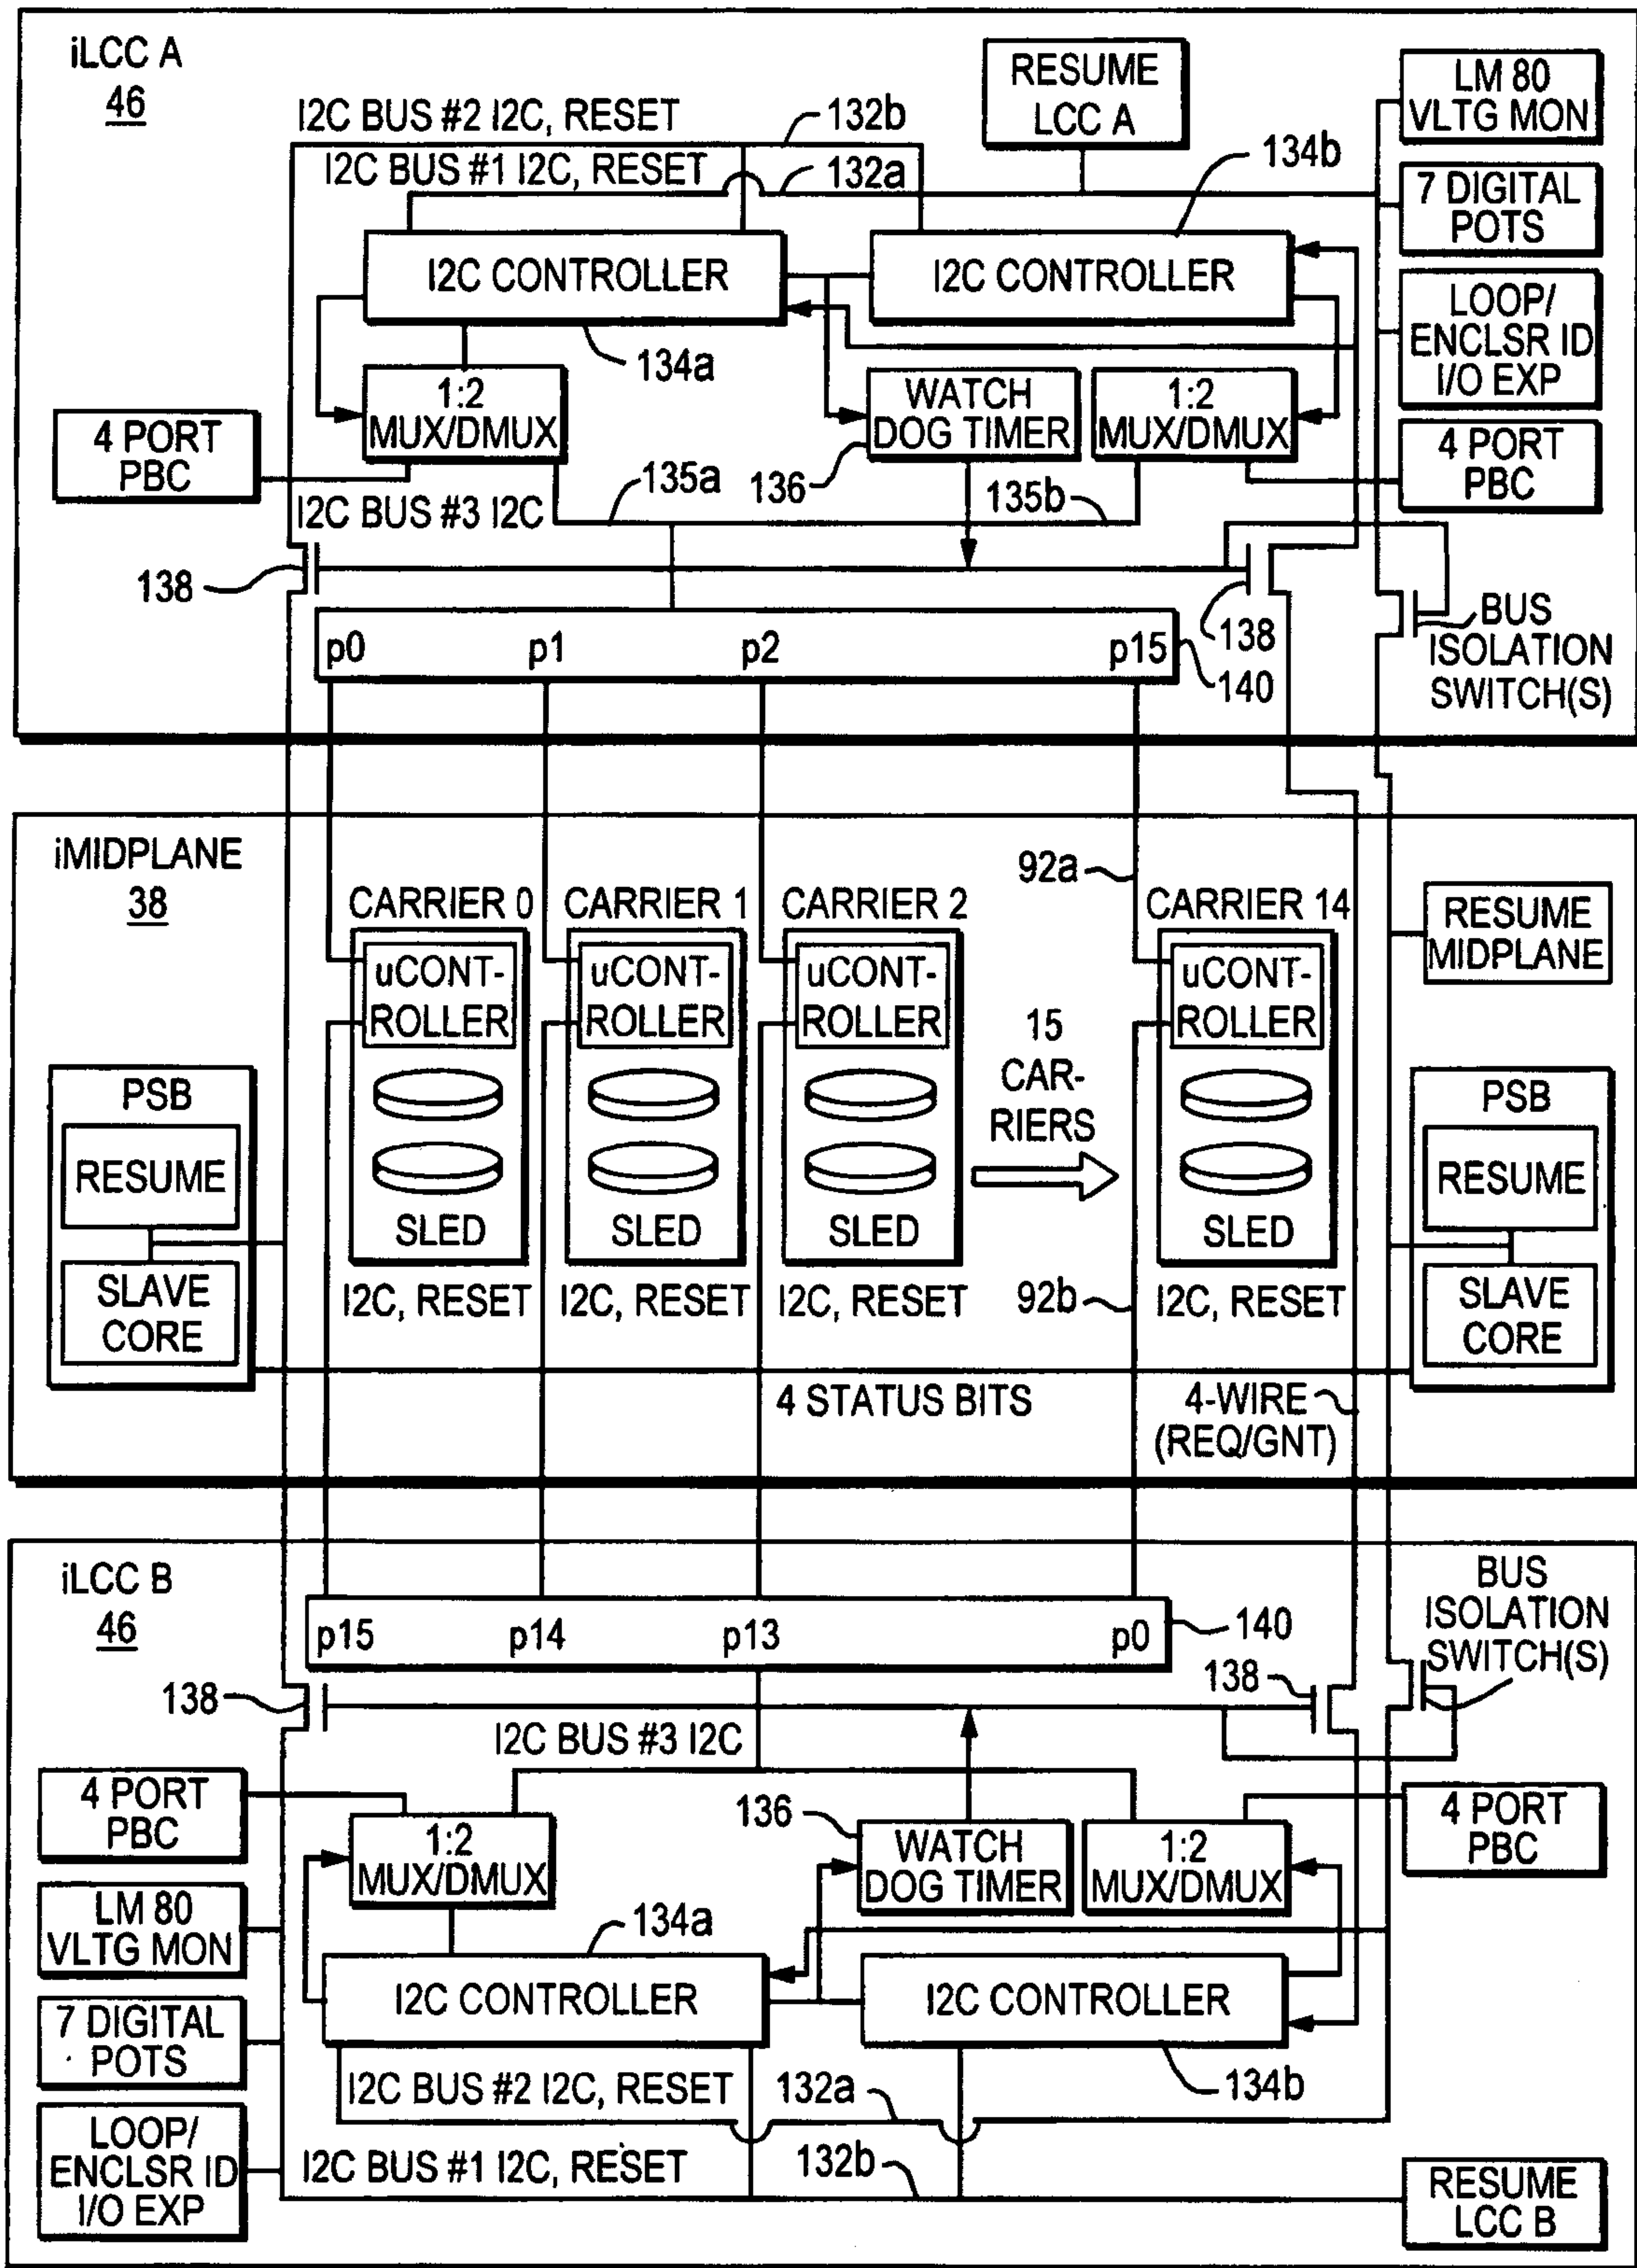 iLCC A
46
I2C BUS #2 I2C, RESET
132b
I2C BUS #1 I2C, RESET
132a
RESUME
LCC A
LM 80
VLTG MON
134b
7 DIGITAL
POTS
I2C CONTROLLER
I2C CONTROLLER
LOOP/
ENCLSR ID
I/O EXP
134a
1:2
MUX/DMUX
WATCH
DOG TIMER
1:2
MUX/DMUX
4 PORT
PBC
4 PORT
PBC
I2C BUS #3 I2C
135a
136
135b
138
138
BUS
ISOLATION
SWITCH(S)
p0 p1 p2 p15
140
iMIDPLANE
38
92a
CARRIER 0 CARRIER 1 CARRIER 2 CARRIER 14
RESUME
MIDPLANE
uCONT-
ROLLER
uCONT-
ROLLER
uCONT-
ROLLER
uCONT-
ROLLER
15
CAR-
RIERS
PSB
RESUME
SLAVE
CORE
PSB
RESUME
SLAVE
CORE
SLED SLED SLED SLED
I2C, RESET I2C, RESET I2C, RESET 92b I2C, RESET
4 STATUS BITS
4-WIRE
(REQ/GNT)
iLCC B
46
BUS
ISOLATION
SWITCH(S)
p15 p14 p13 p0
140
138
138
I2C BUS #3 I2C
4 PORT
PBC
1:2
MUX/DMUX
136
WATCH
DOG TIMER
1:2
MUX/DMUX
4 PORT
PBC
LM 80
VLTG MON
134a
I2C CONTROLLER
I2C CONTROLLER
7 DIGITAL
POTS
I2C BUS #2 I2C, RESET
132a
134b
LOOP/
ENCLSR ID
I/O EXP
I2C BUS #1 I2C, RESET
132b
RESUME
LCC B